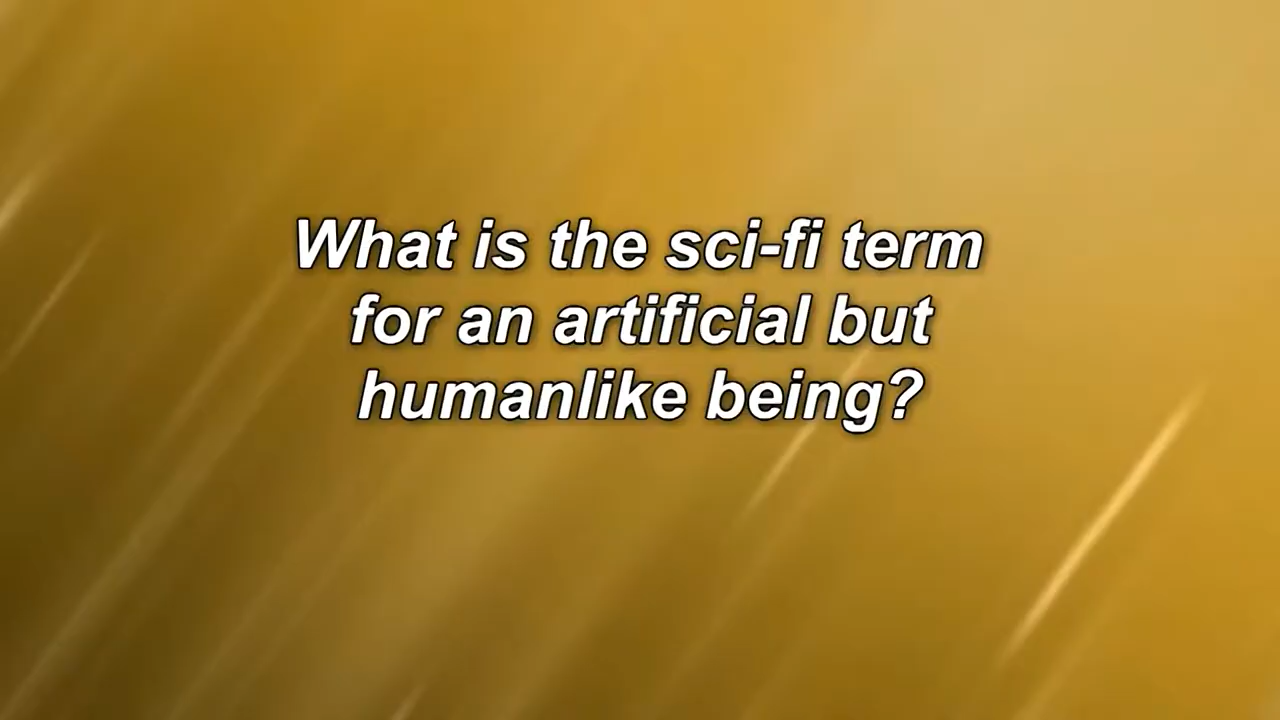 What is the sci-fi term
for an artificial but
humanlike being?